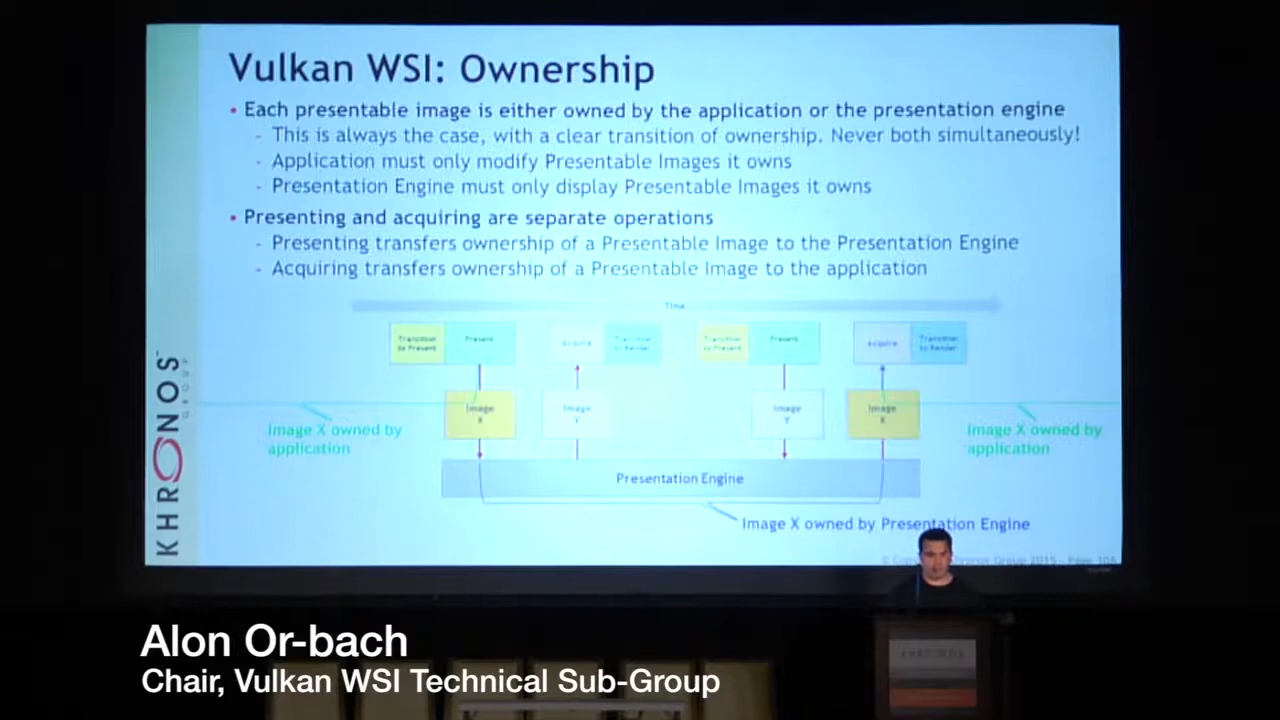 Vulkan WSI: Ownership
• Each presentable image is either owned by the application or the presentation engine
- This is always the case, with a clear transition of ownership. Never both simultaneously!
- Application must only modify Presentable Images it owns
- Presentation Engine must only display Presentable Images it owns
• Presenting and acquiring are separate operations
- Presenting transfers ownership of a Presentable Image to the Presentation Engine
- Acquiring transfers ownership of a Presentable Image to the application
Time
Transition to Present
Present
Acquire
Transition to Render
Transition to Present
Present
Acquire
Transition to Render
Image X
Image Y
Image Y
Image X
Image X owned by
application
Image X owned by
application
Presentation Engine
Image X owned by Presentation Engine
KHRONOS
GROUP
Group 2015
KHRONOS
Alon Or-bach
Chair, Vulkan WSI Technical Sub-Group